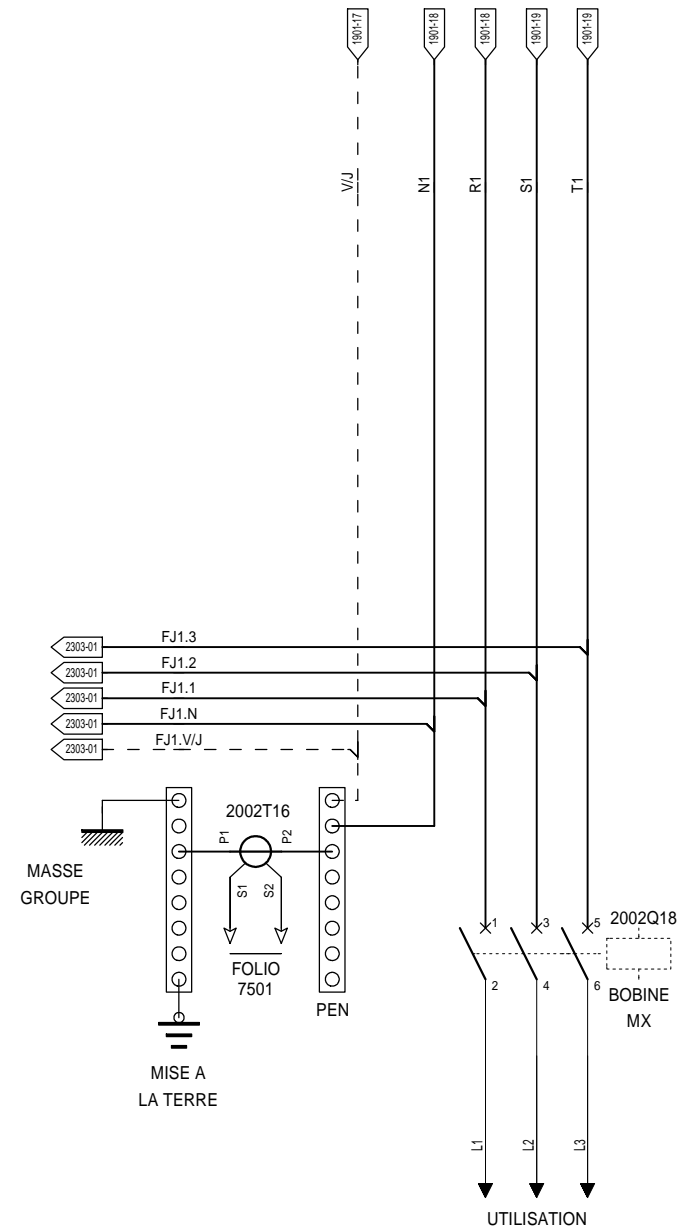 1901-17
1901-18
1901-18
1901-19
1901-19
V/J
N1
R1
S1
T1
2303-01
FJ1.3
2303-01
FJ1.2
2303-01
FJ1.1
2303-01
FJ1.N
2303-01
FJ1.V/J
2002T16
P1
P2
S1
S2
MASSE
GROUPE
FOLIO
7501
PEN
MISE A
LA TERRE
1
3
5
2002Q18
2
4
6
BOBINE
MX
L1
L2
L3
UTILISATION